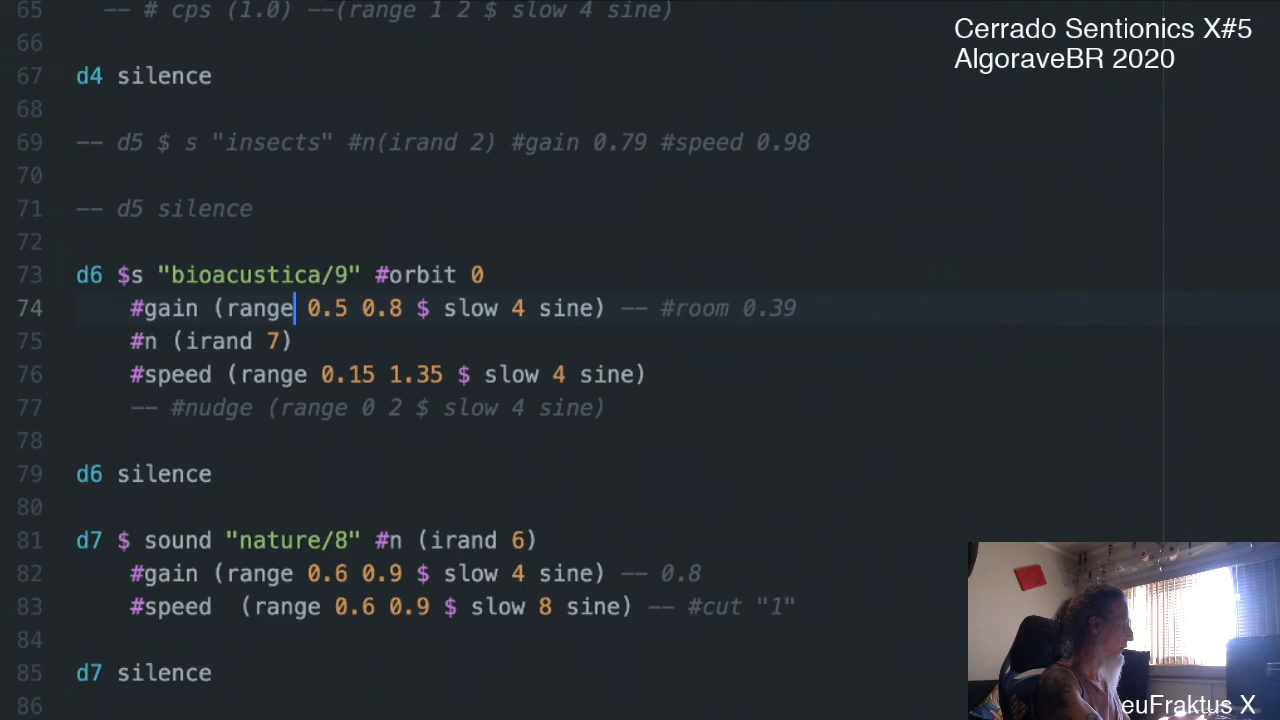 65 -- # cps (1.0) --(range 1 2 $ slow 4 sine)
Cerrado Sentionics X#5
AlgoraveBR 2020
66
67 d4 silence
68
69 -- d5 $ s "insects" #n(irand 2) #gain 0.79 #speed 0.98
70
71 -- d5 silence
72
73 d6 $s "bioacustica/9" #orbit 0
74 #gain (range 0.5 0.8 $ slow 4 sine) -- #room 0.39
75 #n (irand 7)
76 #speed (range 0.15 1.35 $ slow 4 sine)
77 -- #nudge (range 0 2 $ slow 4 sine)
78
79 d6 silence
80
81 d7 $ sound "nature/8" #n (irand 6)
82 #gain (range 0.6 0.9 $ slow 4 sine) -- 0.8
83 #speed  (range 0.6 0.9 $ slow 8 sine) -- #cut "1"
84
85 d7 silence
86
euFraktus X